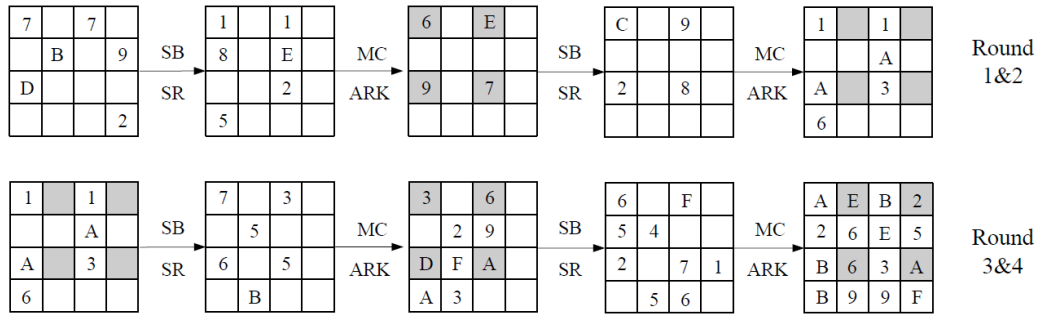 7 7 1 1 6 E C 9 1 1
B 9 SB 8 E MC SB MC A Round
D SR 2 ARK 9 7 SR 2 8 ARK A 3 1&2
2 5 6
1 1 7 3 3 6 6 F A E B 2
A SB 5 MC 2 9 SB 5 4 MC 2 6 E 5 Round
A 3 SR 6 5 ARK D F A SR 2 7 1 ARK B 6 3 A 3&4
6 B A 3 5 6 B 9 9 F